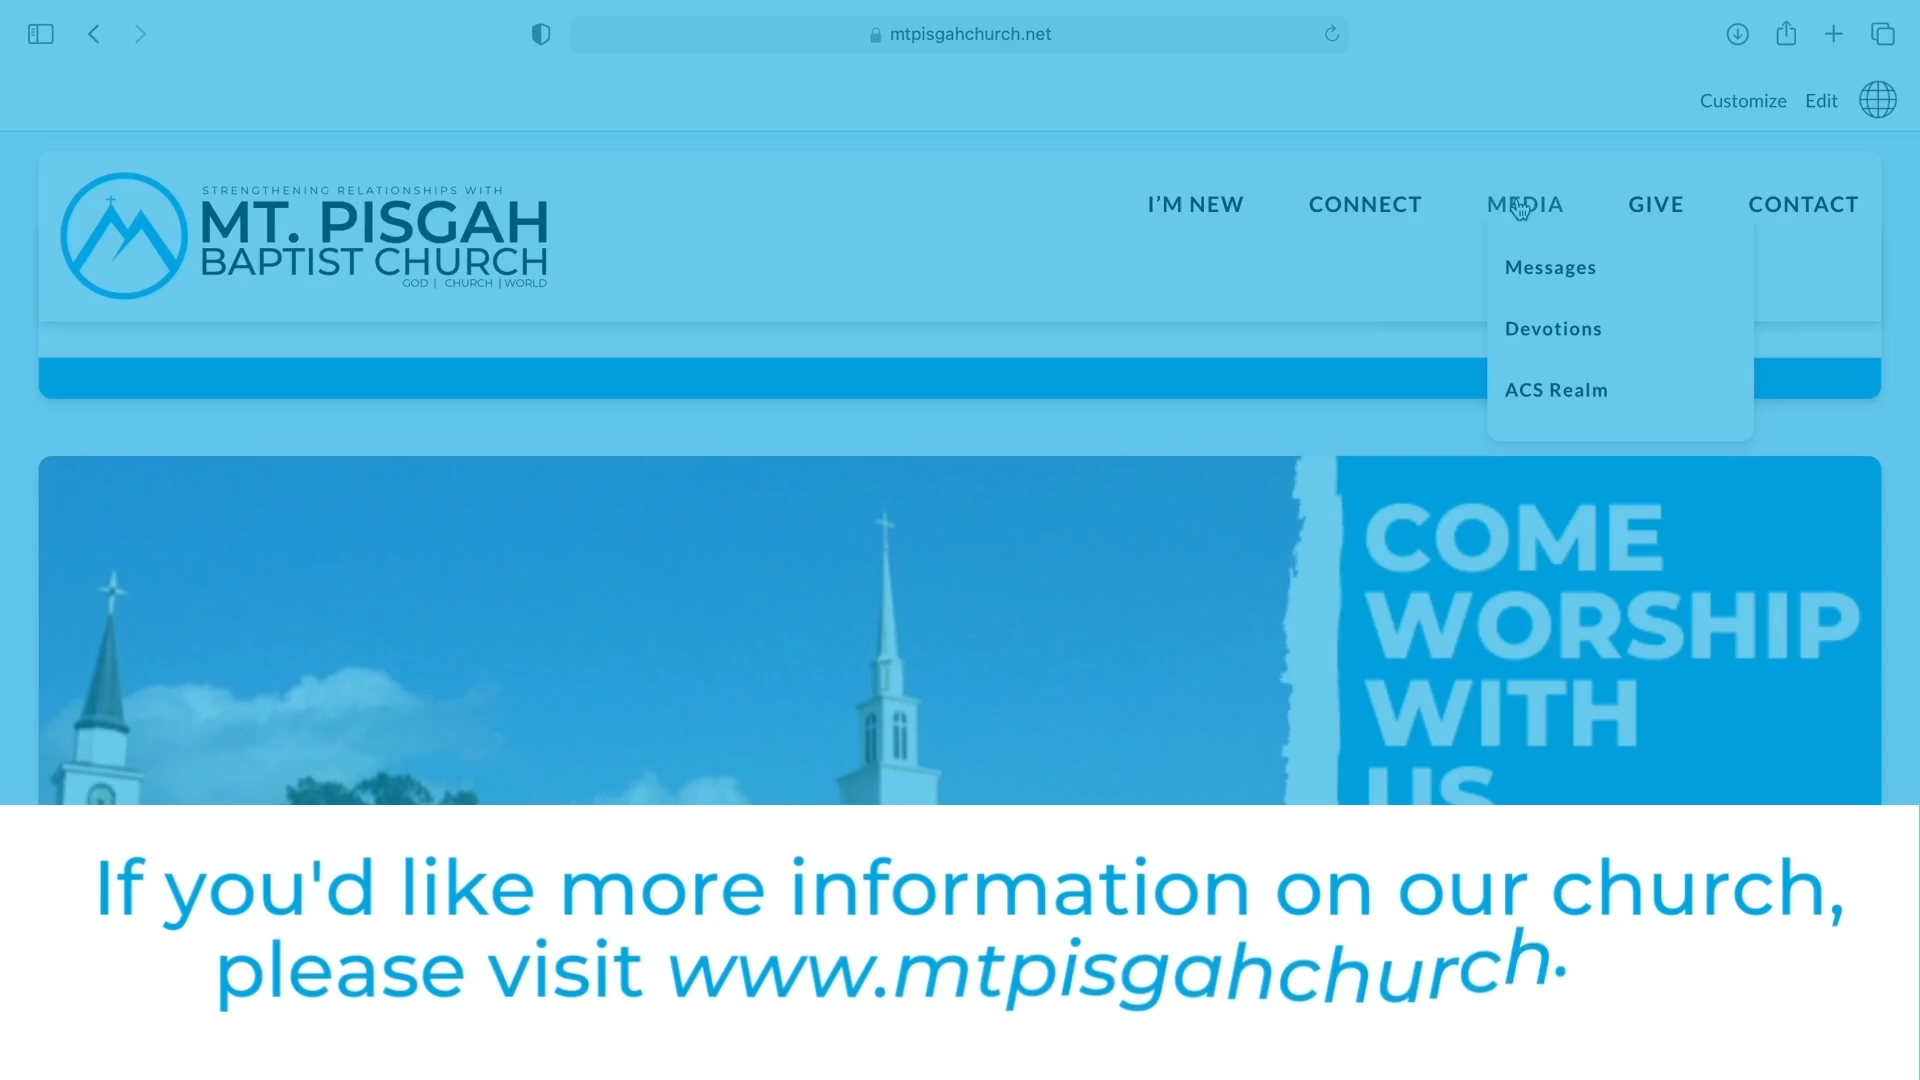 mtpisgahchurch.net
Customize Edit
STRENGTHENING RELATIONSHIPS WITH
MT. PISGAH
BAPTIST CHURCH
GOD | CHURCH | WORLD
I'M NEW CONNECT MEDIA GIVE CONTACT
Messages
Devotions
ACS Realm
COME
WORSHIP
WITH
US
If you'd like more information on our church,
please visit www.mtpisgahchurch.